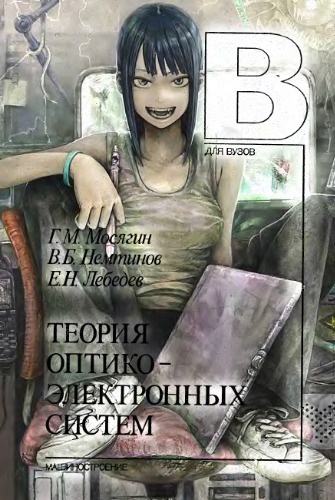 В
ДЛЯ ВУЗОВ
Г. М. Мосягин
В. Б. Немтинов
Е. Н. Лебедев
ТЕОРИЯ
ОПТИКО –
ЭЛЕКТРОННЫХ
СИСТЕМ
МАШИНОСТРОЕНИЕ